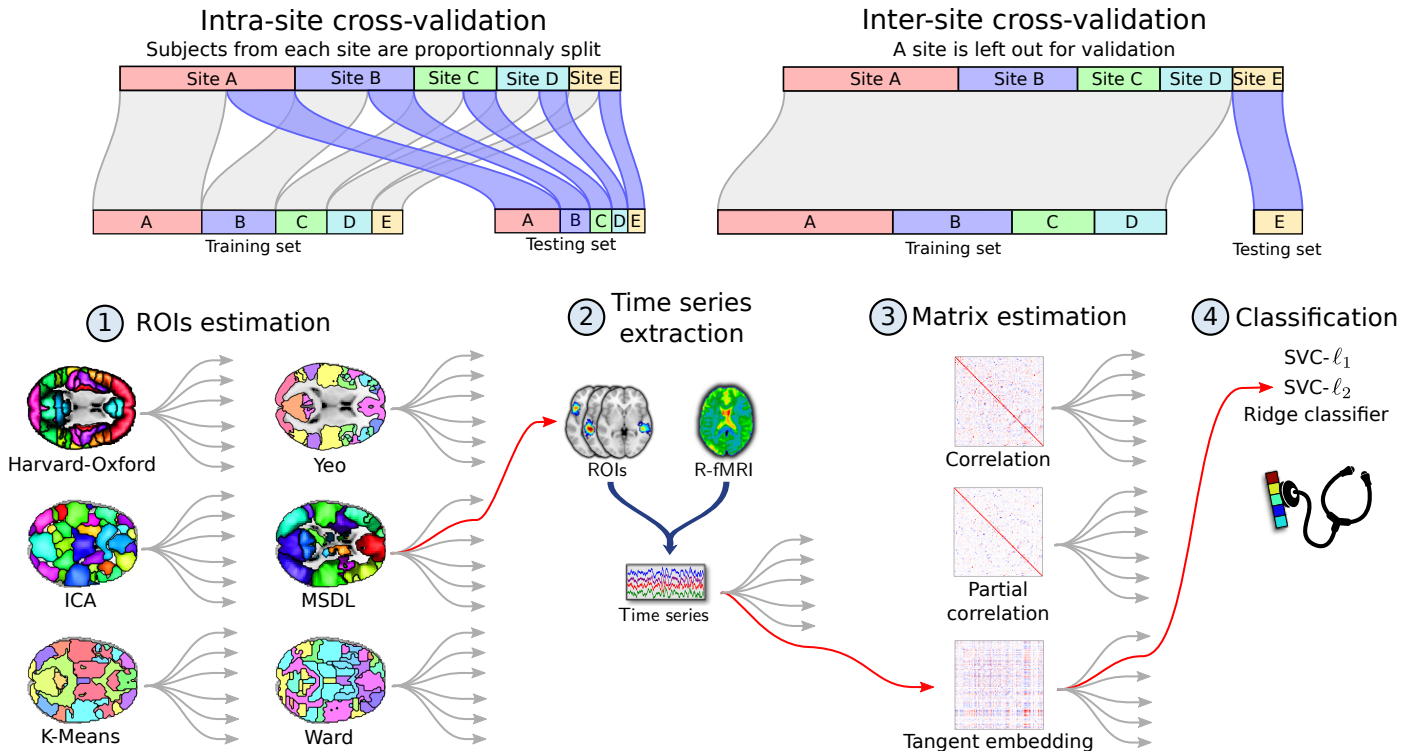 Intra-site cross-validation
Subjects from each site are proportionnaly split
Site A Site B Site C Site D Site E
A B C D E
Training set
A B C D E
Testing set
Inter-site cross-validation
A site is left out for validation
Site A Site B Site C Site D Site E
A B C D
Training set
E
Testing set
1 ROIs estimation
Harvard-Oxford
Yeo
ICA
MSDL
K-Means
Ward
2 Time series
extraction
ROIs
R-fMRI
Time series
3 Matrix estimation
Correlation
Partial
correlation
Tangent embedding
4 Classification
SVC-ℓ1
SVC-ℓ2
Ridge classifier